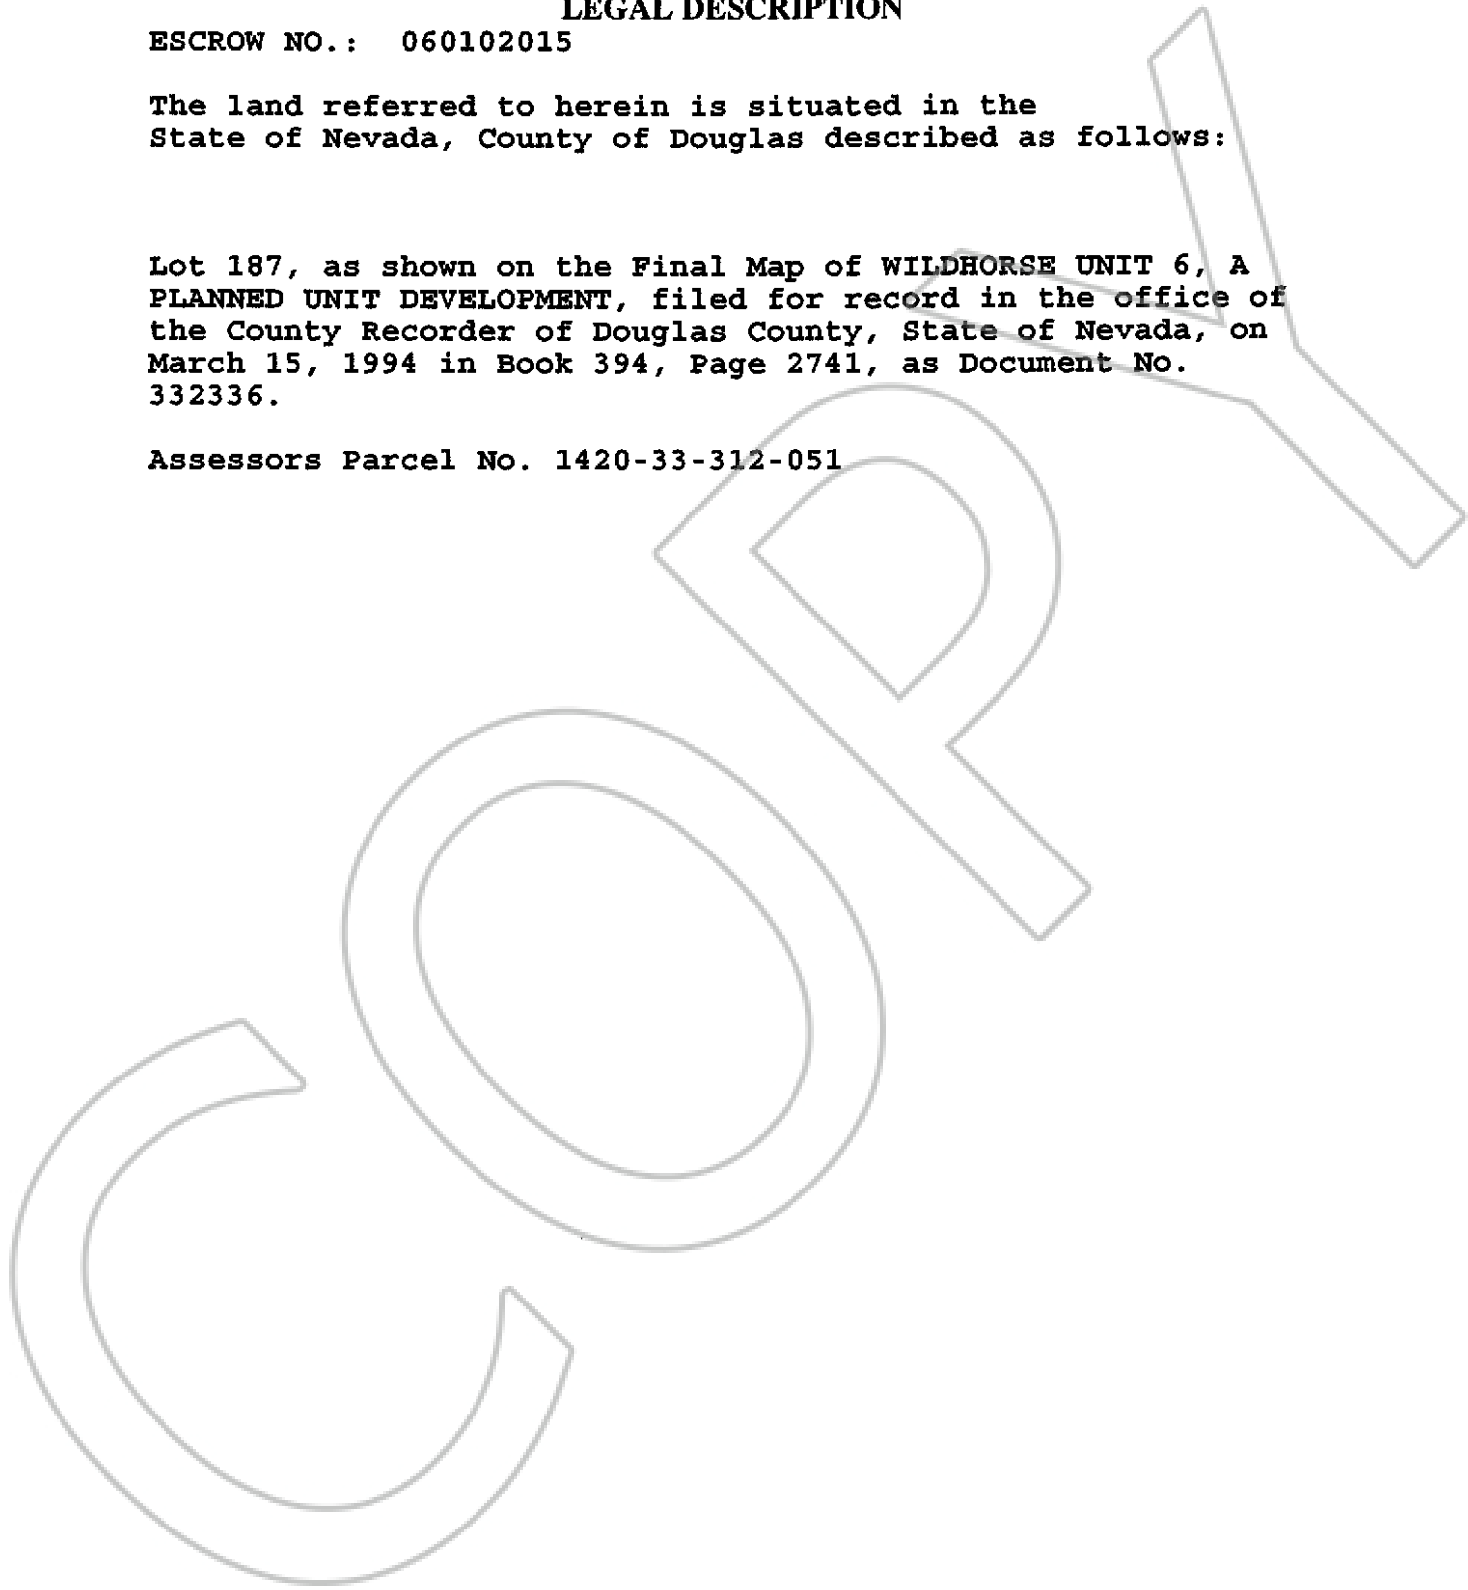 LEGAL DESCRIPTION
ESCROW NO.: 060102015
The land referred to herein is situated in the
State of Nevada, County of Douglas described as follows:
Lot 187, as shown on the Final Map of WILDHORSE UNIT 6, A
PLANNED UNIT DEVELOPMENT, filed for record in the office of
the County Recorder of Douglas County, State of Nevada, on
March 15, 1994 in Book 394, Page 2741, as Document No.
332336.
Assessors Parcel No. 1420-33-312-051
COPY